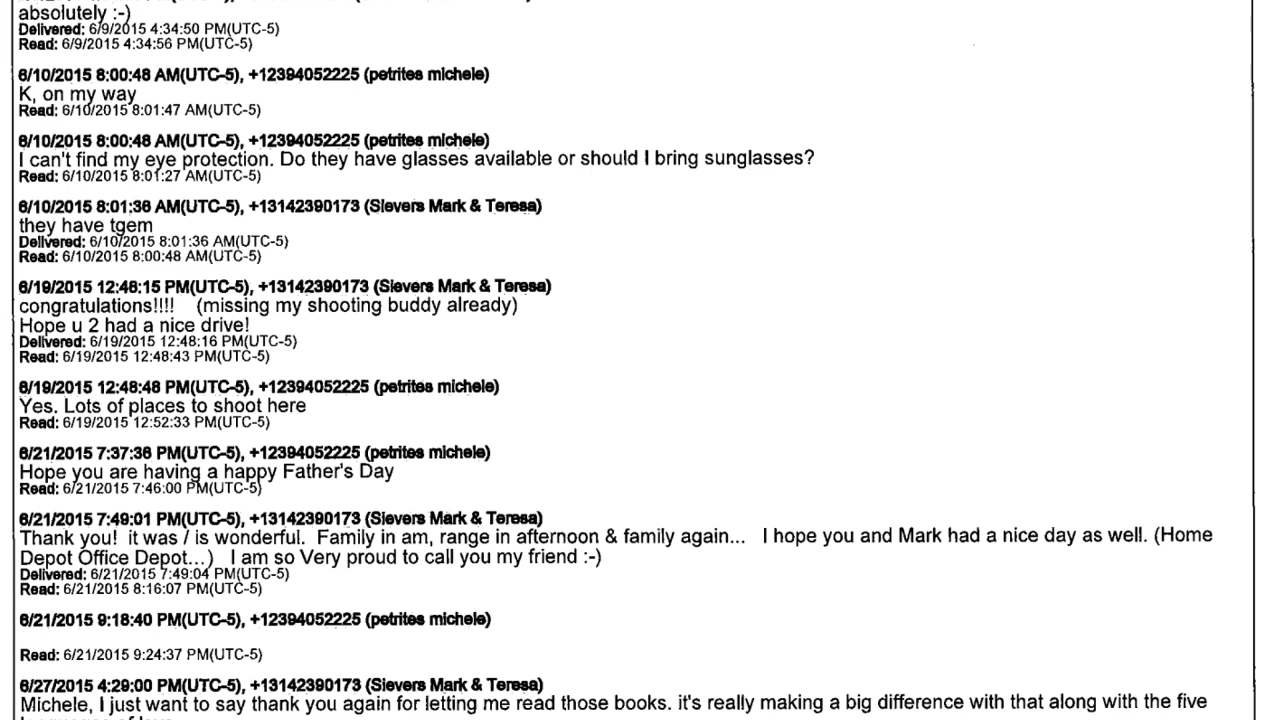 absolutely :-)
Delivered: 6/9/2015 4:34:50 PM(UTC-5)
Read: 6/9/2015 4:34:56 PM(UTC-5)
6/10/2015 8:00:48 AM(UTC-5), +12394052225 (petrites michele)
K, on my way
Read: 6/10/2015 8:01:47 AM(UTC-5)
6/10/2015 8:00:48 AM(UTC-5), +12394052225 (petrites michele)
I can't find my eye protection. Do they have glasses available or should I bring sunglasses?
Read: 6/10/2015 8:01:27 AM(UTC-5)
6/10/2015 8:01:36 AM(UTC-5), +13142390173 (Sievers Mark & Teresa)
they have tgem
Delivered: 6/10/2015 8:01:36 AM(UTC-5)
Read: 6/10/2015 8:00:48 AM(UTC-5)
6/19/2015 12:48:15 PM(UTC-5), +13142390173 (Sievers Mark & Teresa)
congratulations!!!! (missing my shooting buddy already)
Hope u 2 had a nice drive!
Delivered: 6/19/2015 12:48:16 PM(UTC-5)
Read: 6/19/2015 12:48:43 PM(UTC-5)
6/19/2015 12:48:48 PM(UTC-5), +12394052225 (petrites michele)
Yes. Lots of places to shoot here
Read: 6/19/2015 12:52:33 PM(UTC-5)
6/21/2015 7:37:36 PM(UTC-5), +12394052225 (petrites michele)
Hope you are having a happy Father's Day
Read: 6/21/2015 7:46:00 PM(UTC-5)
6/21/2015 7:49:01 PM(UTC-5), +13142390173 (Sievers Mark & Teresa)
Thank you! it was / is wonderful. Family in am, range in afternoon & family again... I hope you and Mark had a nice day as well. (Home
Depot Office Depot...) I am so Very proud to call you my friend :-)
Delivered: 6/21/2015 7:49:04 PM(UTC-5)
Read: 6/21/2015 8:16:07 PM(UTC-5)
6/21/2015 9:18:40 PM(UTC-5), +12394052225 (petrites michele)
Read: 6/21/2015 9:24:37 PM(UTC-5)
6/27/2015 4:29:00 PM(UTC-5), +13142390173 (Sievers Mark & Teresa)
Michele, I just want to say thank you again for letting me read those books. it's really making a big difference with that along with the five